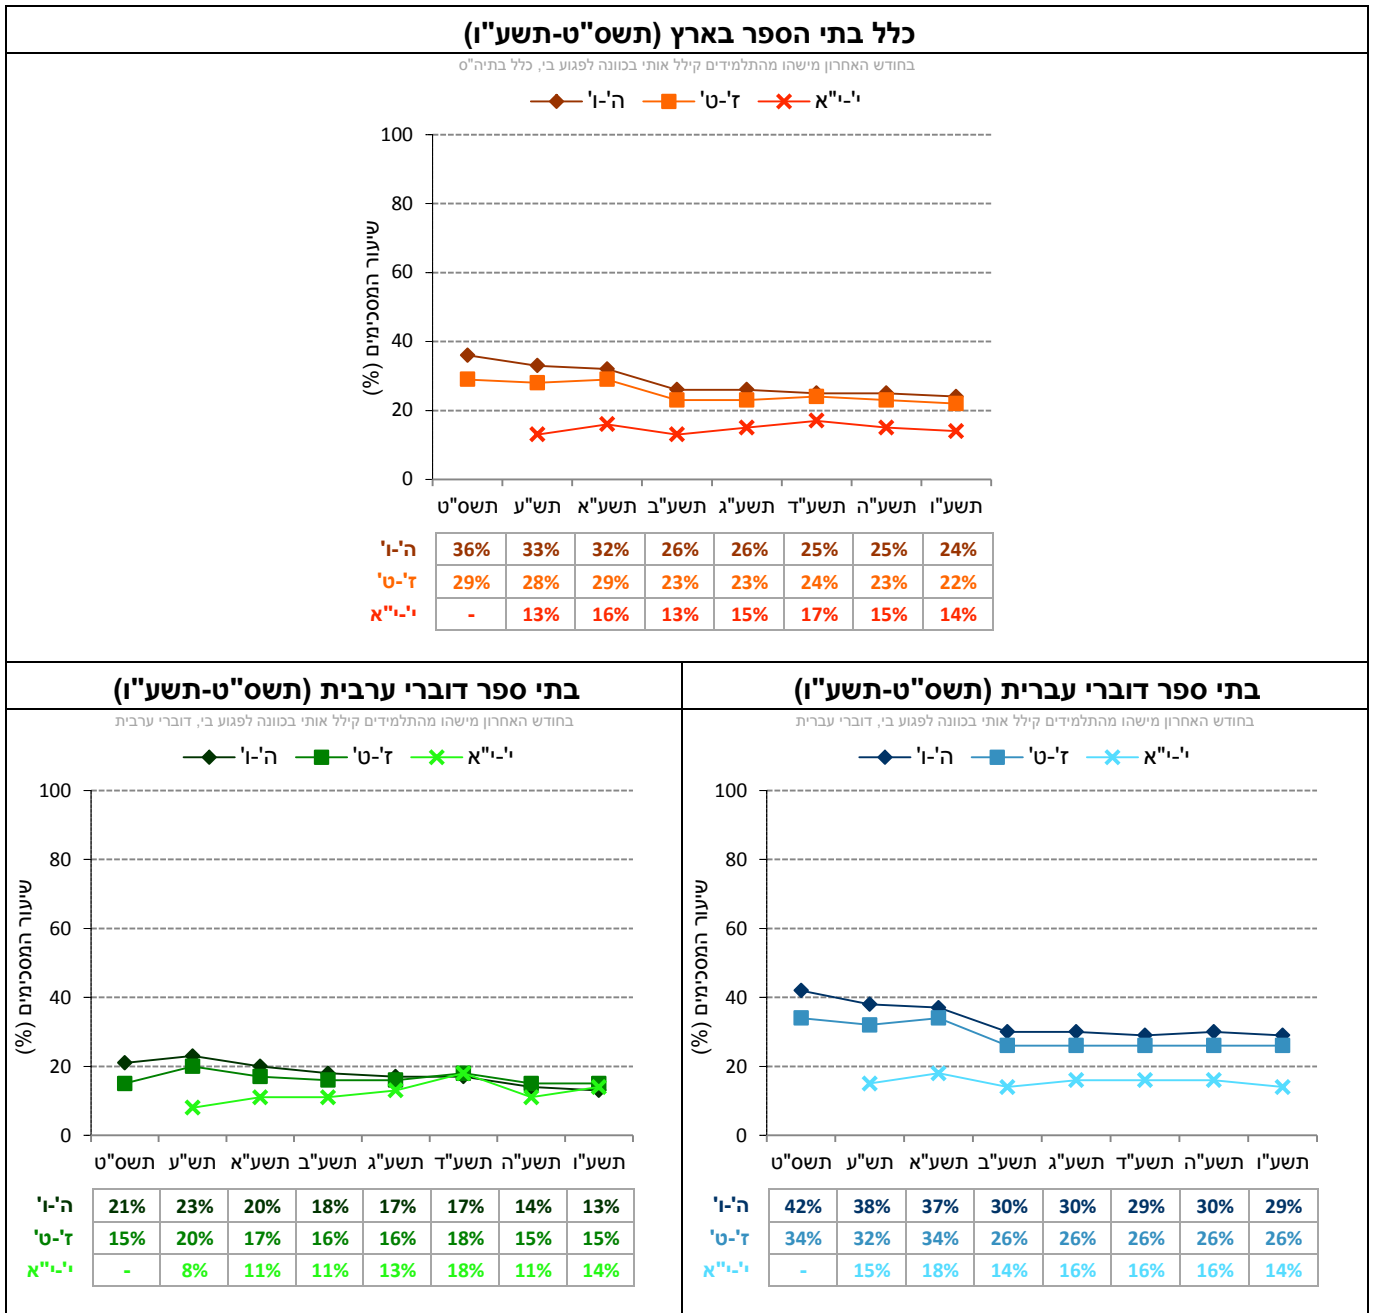 כלל בתי הספר בארץ (תשס"ט-תשע"ו)
בחודש האחרון מישהו מהתלמידים קילל אותי בכוונה לפגוע בי, כלל בתיה"ס
ה'-ו' ז'-ט' י'-י"א
שיעור המסכימים (%)
100
80
60
40
20
0
תשס"ט תש"ע תשע"א תשע"ב תשע"ג תשע"ד תשע"ה תשע"ו
ה'-ו' 36% 33% 32% 26% 26% 25% 25% 24%
ז'-ט' 29% 28% 29% 23% 23% 24% 23% 22%
י'-י"א - 13% 16% 13% 15% 17% 15% 14%
בתי ספר דוברי עברית (תשס"ט-תשע"ו)
בחודש האחרון מישהו מהתלמידים קילל אותי בכוונה לפגוע בי, דוברי עברית
ה'-ו' ז'-ט' י'-י"א
שיעור המסכימים (%)
100
80
60
40
20
0
תשס"ט תש"ע תשע"א תשע"ב תשע"ג תשע"ד תשע"ה תשע"ו
ה'-ו' 42% 38% 37% 30% 30% 29% 30% 29%
ז'-ט' 34% 32% 34% 26% 26% 26% 26% 26%
י'-י"א - 15% 18% 14% 16% 16% 16% 14%
בתי ספר דוברי ערבית (תשס"ט-תשע"ו)
בחודש האחרון מישהו מהתלמידים קילל אותי בכוונה לפגוע בי, דוברי ערבית
ה'-ו' ז'-ט' י'-י"א
שיעור המסכימים (%)
100
80
60
40
20
0
תשס"ט תש"ע תשע"א תשע"ב תשע"ג תשע"ד תשע"ה תשע"ו
ה'-ו' 21% 23% 20% 18% 17% 17% 14% 13%
ז'-ט' 15% 20% 17% 16% 16% 18% 15% 15%
י'-י"א - 8% 11% 11% 13% 18% 11% 14%